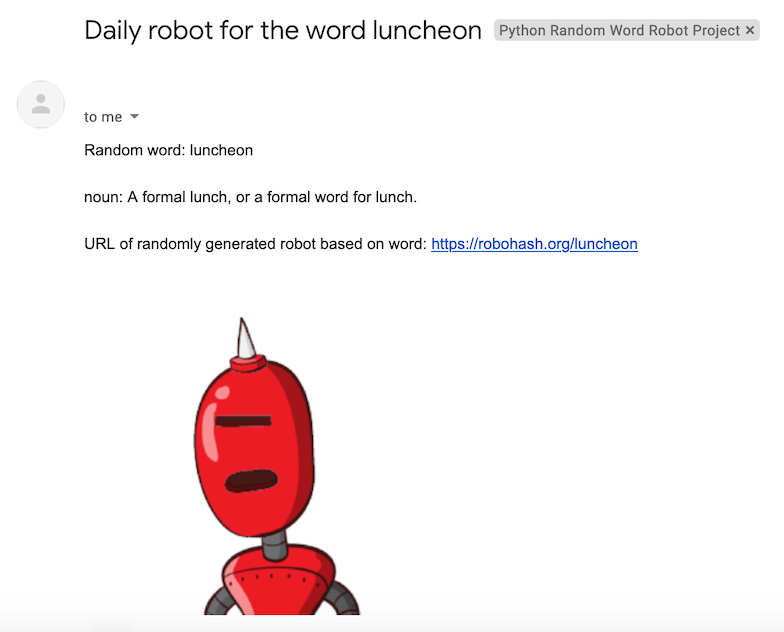 Daily robot for the word luncheon Python Random Word Robot Project ×
to me
Random word: luncheon
noun: A formal lunch, or a formal word for lunch.
URL of randomly generated robot based on word: https://robohash.org/luncheon